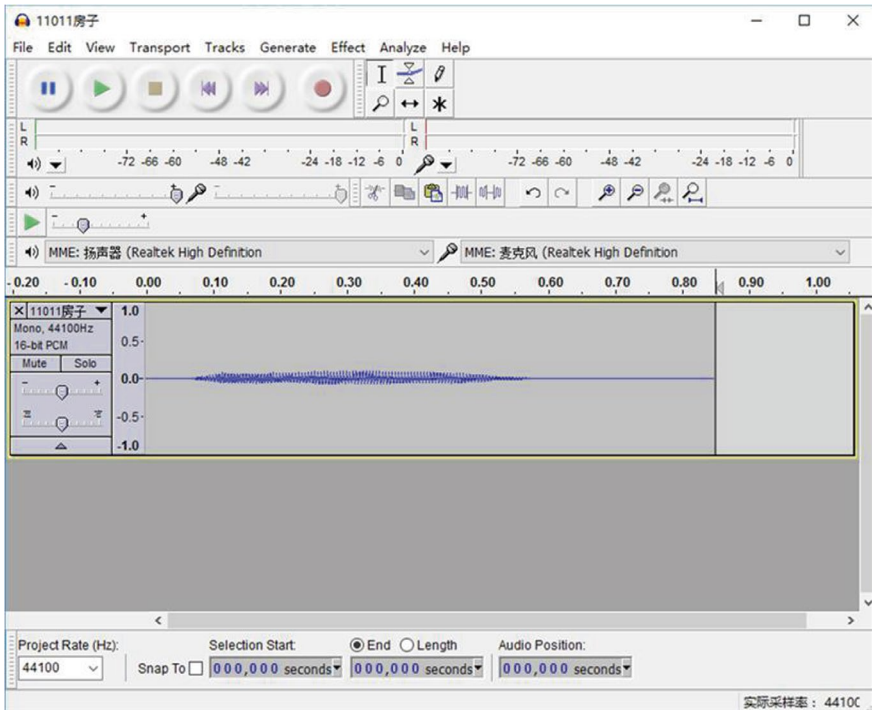 11011房子
File Edit View Transport Tracks Generate Effect Analyze Help
L
R
-72 -66 -60 -48 -42 -24 -18 -12 -6 0
L
R
-72 -66 -60 -48 -42 -24 -18 -12 -6 0
MME: 扬声器 (Realtek High Definition
MME: 麦克风 (Realtek High Definition
-0.20 -0.10 0.00 0.10 0.20 0.30 0.40 0.50 0.60 0.70 0.80 0.90 1.00
11011房子
Mono, 44100Hz
16-bit PCM
Mute Solo
- +
1.0
0.5-
0.0-
-0.5-
-1.0
Project Rate (Hz): Selection Start: End Length Audio Position:
44100 Snap To 000,000 seconds 000,000 seconds 000,000 seconds
实际采样率： 4410